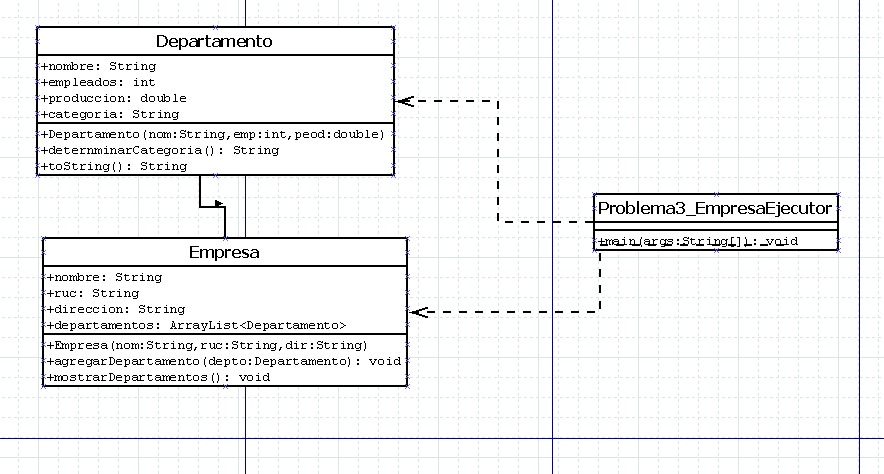 Departamento
+nombre: String
+empleados: int
+produccion: double
+categoria: String
+Departamento(nom:String,emp:int,peod:double)
+deternminarCategoria(): String
+toString(): String
Empresa
+nombre: String
+ruc: String
+direccion: String
+departamentos: ArrayList<Departamento>
+Empresa(nom:String,ruc:String,dir:String)
+agregarDepartamento(depto:Departamento): void
+mostrarDepartamentos(): void
Problema3_EmpresaEjecutor
+main(args:String[]): void